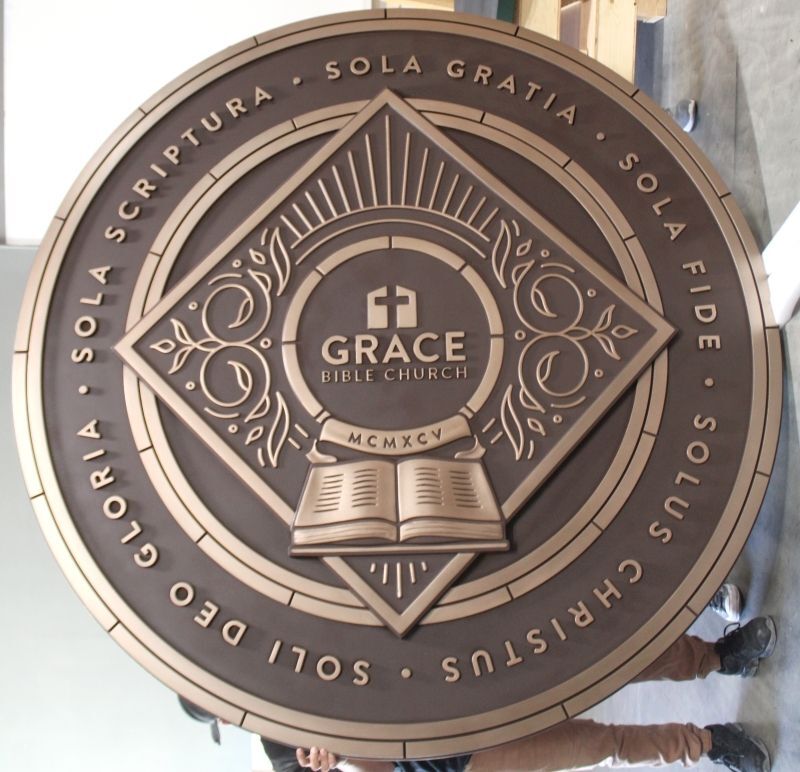 SOLA SCRIPTURA • SOLA GRATIA • SOLA FIDE • SOLUS CHRISTUS • SOLI DEO GLORIA •
GRACE
BIBLE CHURCH
MCMXCV